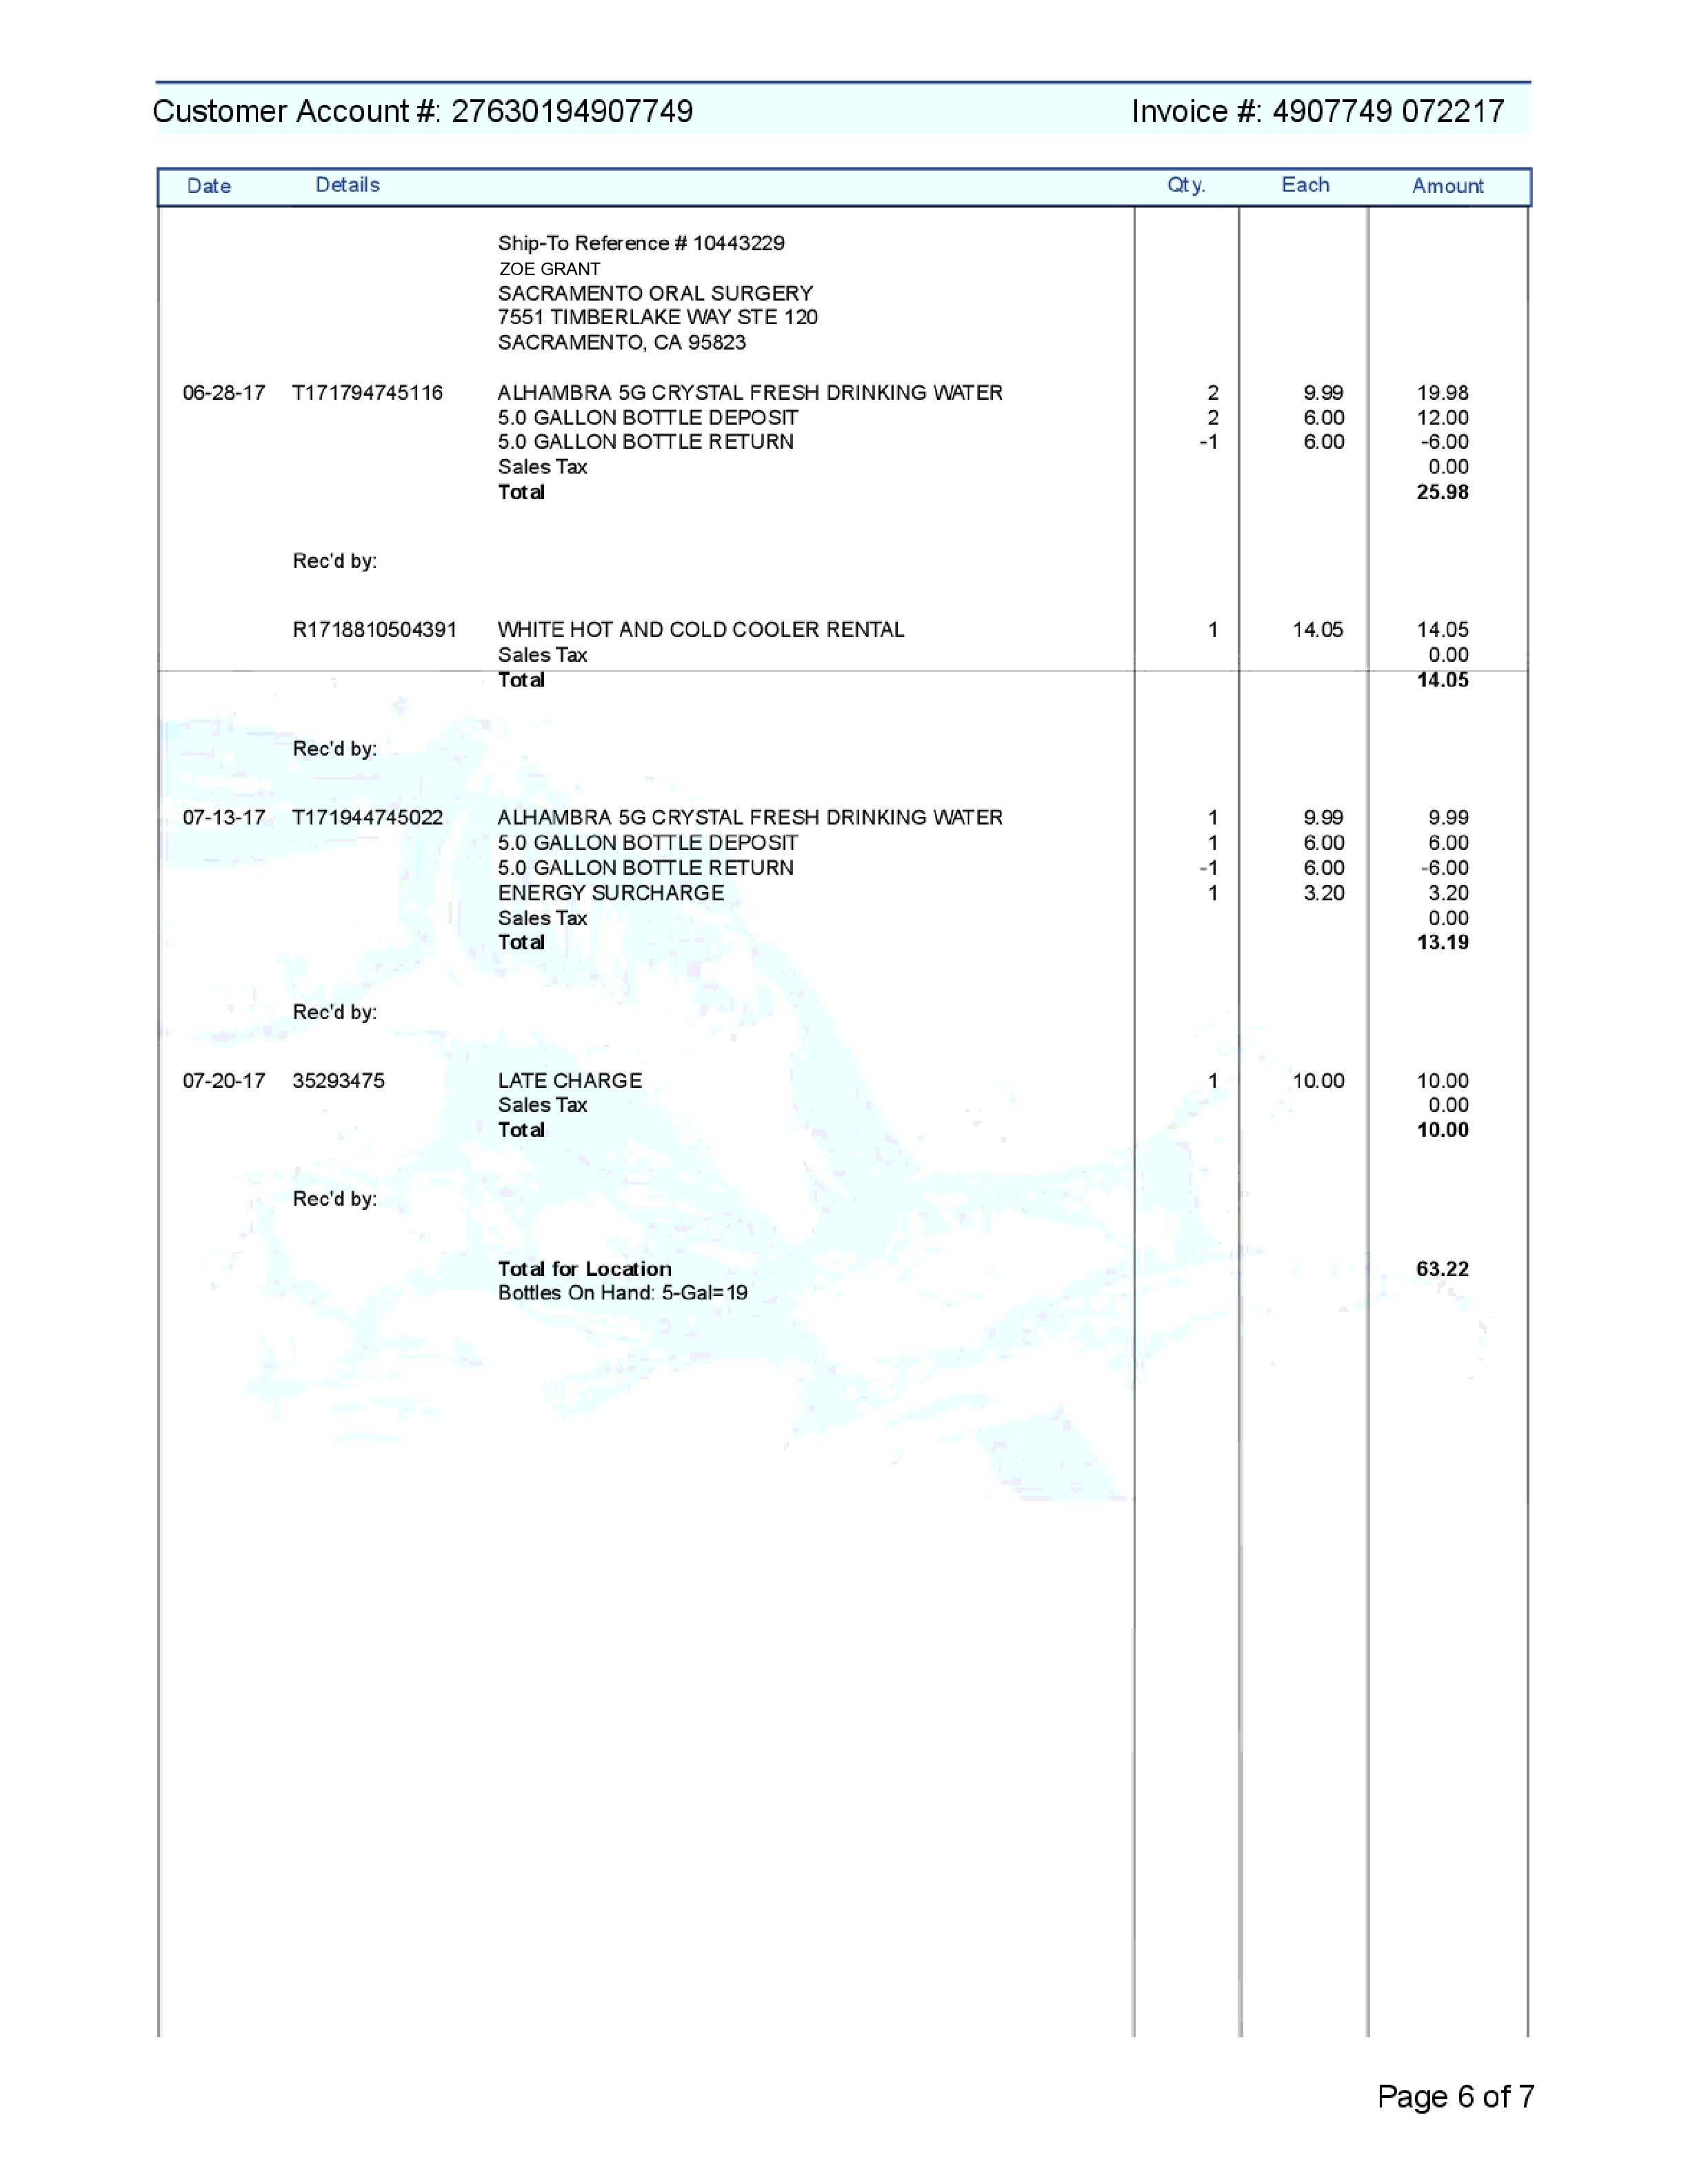 Customer Account #: 27630194907749 Invoice #: 4907749 072217
Date Details Qty. Each Amount
Ship-To Reference # 10443229
ZOE GRANT
SACRAMENTO ORAL SURGERY
7551 TIMBERLAKE WAY STE 120
SACRAMENTO, CA 95823
06-28-17 T171794745116 ALHAMBRA 5G CRYSTAL FRESH DRINKING WATER 2 9.99 19.98
5.0 GALLON BOTTLE DEPOSIT 2 6.00 12.00
5.0 GALLON BOTTLE RETURN -1 6.00 -6.00
Sales Tax 0.00
Total 25.98
Rec'd by:
R1718810504391 WHITE HOT AND COLD COOLER RENTAL 1 14.05 14.05
Sales Tax 0.00
Total 14.05
Rec'd by:
07-13-17 T171944745022 ALHAMBRA 5G CRYSTAL FRESH DRINKING WATER 1 9.99 9.99
5.0 GALLON BOTTLE DEPOSIT 1 6.00 6.00
5.0 GALLON BOTTLE RETURN -1 6.00 -6.00
ENERGY SURCHARGE 1 3.20 3.20
Sales Tax 0.00
Total 13.19
Rec'd by:
07-20-17 35293475 LATE CHARGE 1 10.00 10.00
Sales Tax 0.00
Total 10.00
Rec'd by:
Total for Location 63.22
Bottles On Hand: 5-Gal=19
Page 6 of 7